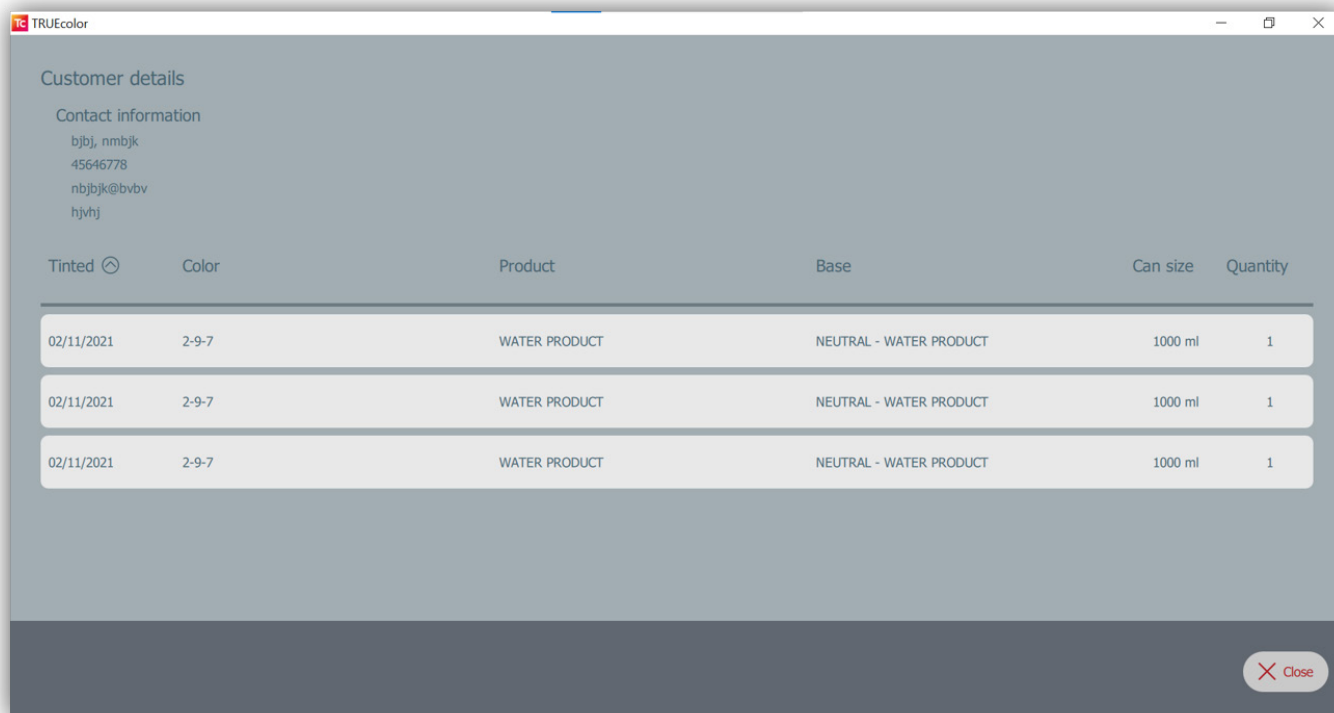 Tc TRUEcolor
Customer details
Contact information
bjbj, nmbjk
45646778
nbjbjk@bvbv
hjvhj
Tinted Color Product Base Can size Quantity
02/11/2021 2-9-7 WATER PRODUCT NEUTRAL - WATER PRODUCT 1000 ml 1
02/11/2021 2-9-7 WATER PRODUCT NEUTRAL - WATER PRODUCT 1000 ml 1
02/11/2021 2-9-7 WATER PRODUCT NEUTRAL - WATER PRODUCT 1000 ml 1
Close